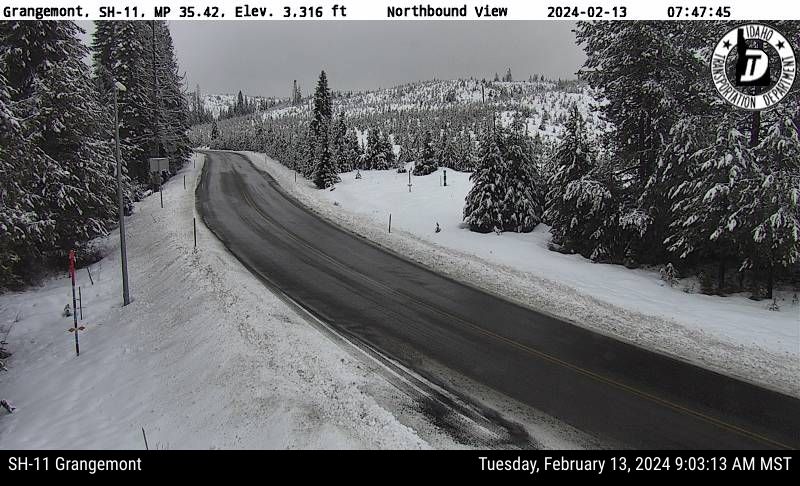 Grangemont, SH-11, MP 35.42, Elev. 3,316 ft Northbound View 2024-02-13 07:47:45
IDAHO
TRANSPORTATION DEPARTMENT
SH-11 Grangemont Tuesday, February 13, 2024 9:03:13 AM MST